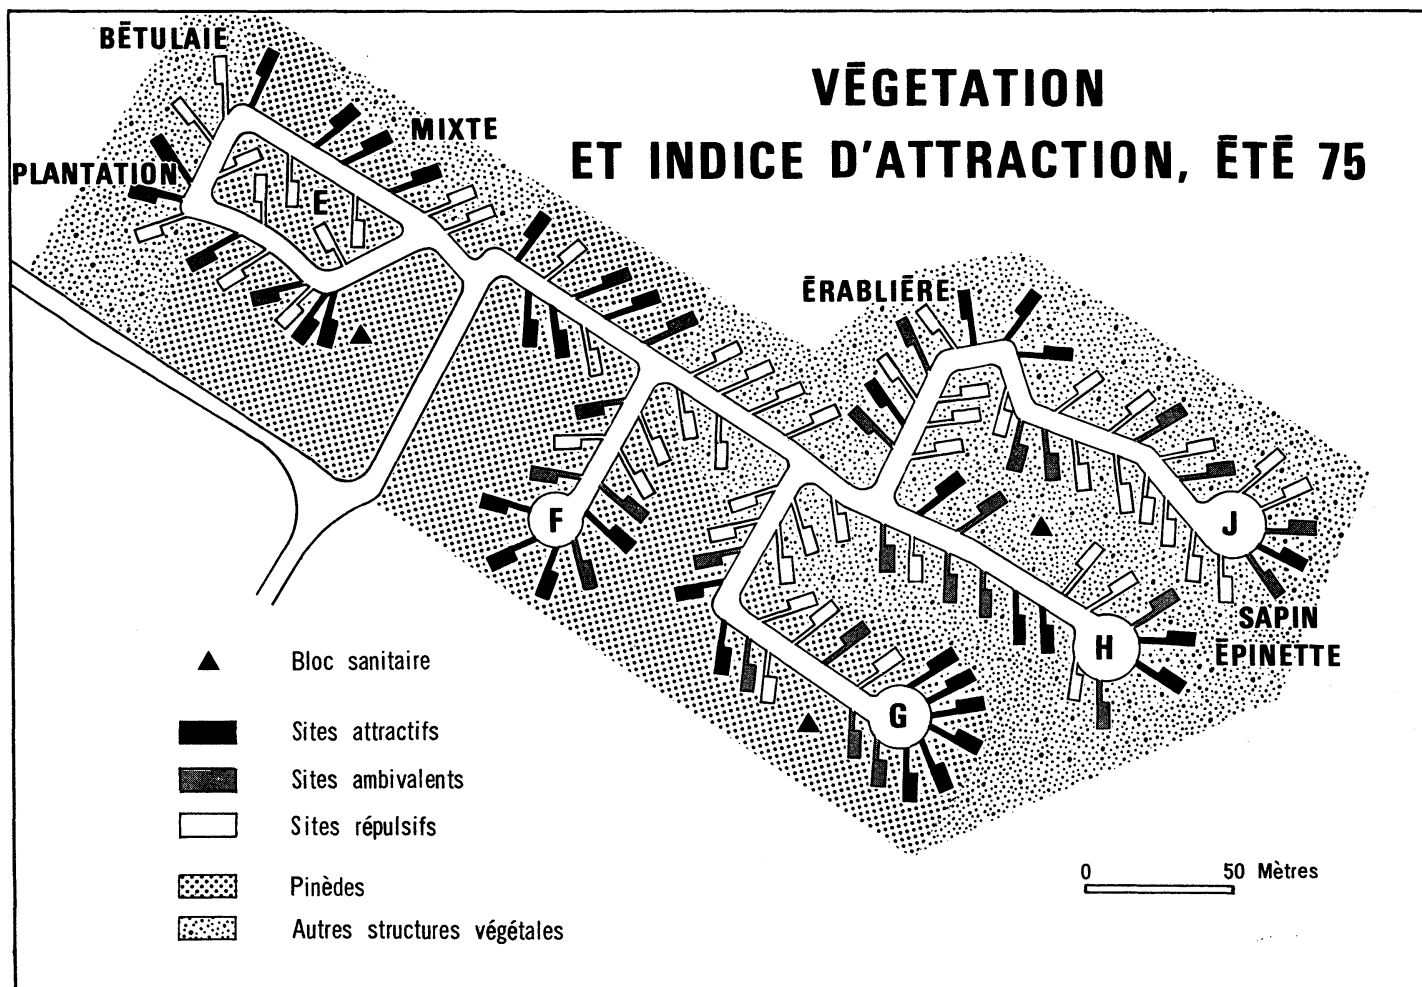 VĒGETATION
ET INDICE D'ATTRACTION, ĒTĒ 75
BĒTULAIE
MIXTE
PLANTATION
E
ĒRABLIĒRE
F
J
SAPIN
ĒPINETTE
H
G
Bloc sanitaire
Sites attractifs
Sites ambivalents
Sites répulsifs
Pinèdes
Autres structures végétales
0 50 Mètres